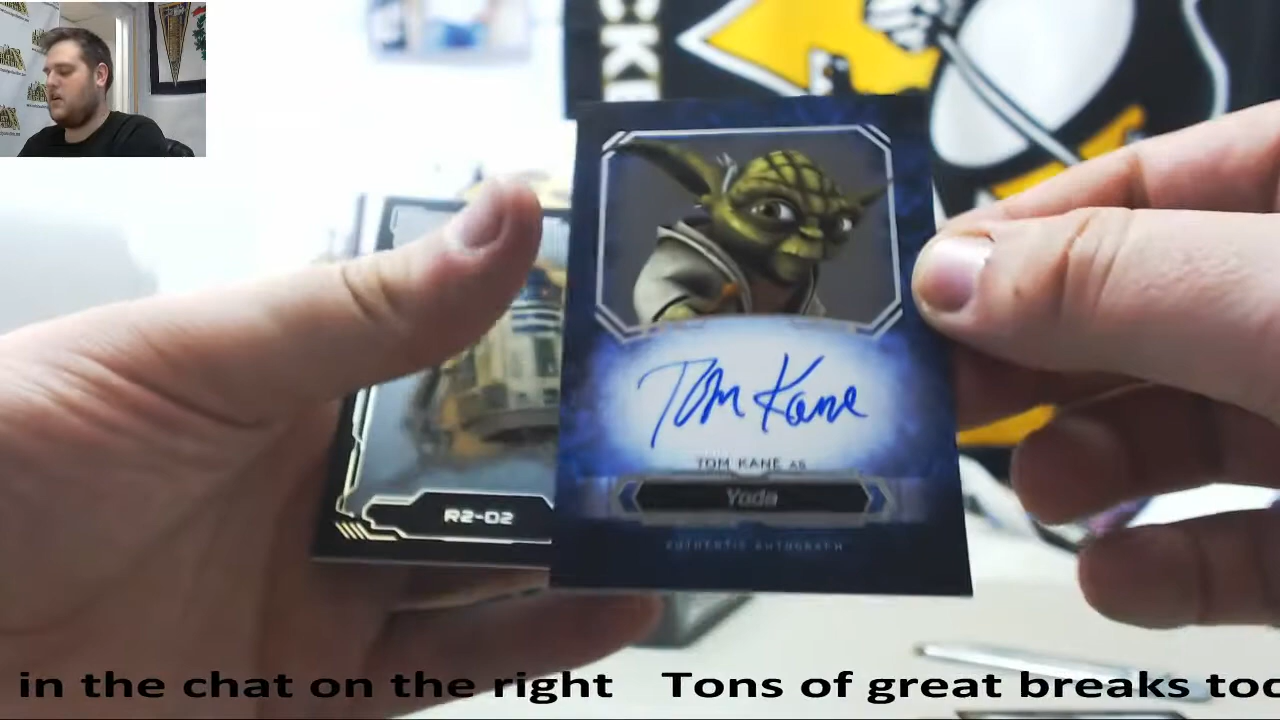 CKE
Tom Kane
TOM KANE AS
Yoda
AUTHENTIC AUTOGRAPH
R2-D2
in the chat on the right Tons of great breaks too